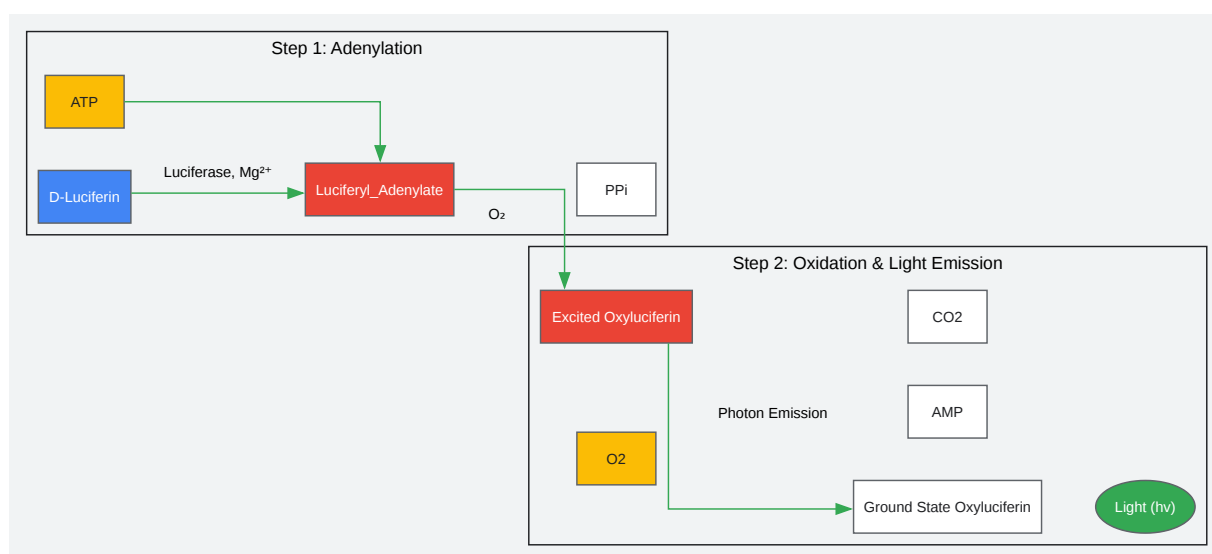 Step 1: Adenylation
ATP
Luciferase, Mg²⁺
D-Luciferin
Luciferyl_Adenylate
PPi
O₂
Step 2: Oxidation & Light Emission
Excited Oxyluciferin
CO2
Photon Emission
AMP
O2
Ground State Oxyluciferin
Light (hv)